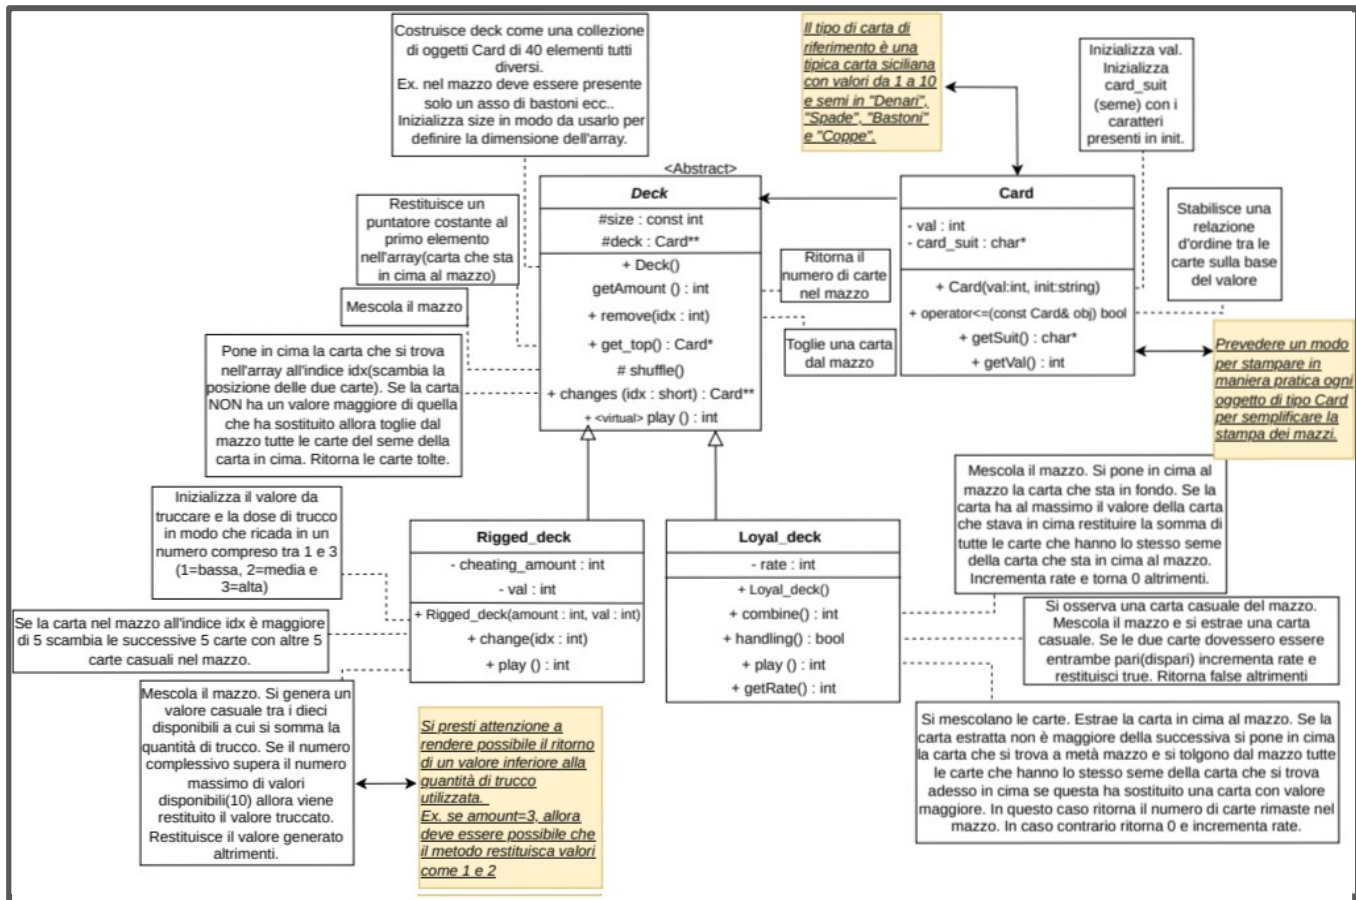 Costruisce deck come una collezione
di oggetti Card di 40 elementi tutti
diversi.
Ex. nel mazzo deve essere presente
solo un asso di bastoni ecc..
Inizializza size in modo da usarlo per
definire la dimensione dell'array.
Il tipo di carta di
riferimento è una
tipica carta siciliana
con valori da 1 a 10
e semi in "Denari",
"Spade", "Bastoni"
e "Coppe".
Inizializza val.
Inizializza
card_suit
(seme) con i
caratteri
presenti in init.
<Abstract>
Deck
#size : const int
#deck : Card**
+ Deck()
getAmount () : int
+ remove(idx : int)
+ get_top() : Card*
# shuffle()
+ changes (idx : short) : Card**
+ <virtual> play () : int
Card
- val : int
- card_suit : char*
+ Card(val:int, init:string)
+ operator<=(const Card& obj) bool
+ getSuit() : char*
+ getVal() : int
Stabilisce una
relazione
d'ordine tra le
carte sulla base
del valore
Restituisce un
puntatore costante al
primo elemento
nell'array(carta che sta
in cima al mazzo)
Ritorna il
numero di carte
nel mazzo
Mescola il mazzo
Toglie una carta
dal mazzo
Pone in cima la carta che si trova
nell'array all'indice idx(scambia la
posizione delle due carte). Se la carta
NON ha un valore maggiore di quella
che ha sostituito allora toglie dal
mazzo tutte le carte del seme della
carta in cima. Ritorna le carte tolte.
Prevedere un modo
per stampare in
maniera pratica ogni
oggetto di tipo Card
per semplificare la
stampa dei mazzi.
Inizializza il valore da
truccare e la dose di trucco
in modo che ricada in un
numero compreso tra 1 e 3
(1=bassa, 2=media e
3=alta)
Rigged_deck
- cheating_amount : int
- val : int
+ Rigged_deck(amount : int, val : int)
+ change(idx : int)
+ play () : int
Loyal_deck
- rate : int
+ Loyal_deck()
+ combine() : int
+ handling() : bool
+ play () : int
+ getRate() : int
Mescola il mazzo. Si pone in cima al
mazzo la carta che sta in fondo. Se la
carta ha al massimo il valore della carta
che stava in cima restituire la somma di
tutte le carte che hanno lo stesso seme
della carta che sta in cima al mazzo.
Incrementa rate e torna 0 altrimenti.
Se la carta nel mazzo all'indice idx è maggiore
di 5 scambia le successive 5 carte con altre 5
carte casuali nel mazzo.
Si osserva una carta casuale del mazzo.
Mescola il mazzo e si estrae una carta
casuale. Se le due carte dovessero essere
entrambe pari(dispari) incrementa rate e
restituisci true. Ritorna false altrimenti
Mescola il mazzo. Si genera un
valore casuale tra i dieci
disponibili a cui si somma la
quantità di trucco. Se il numero
complessivo supera il numero
massimo di valori
disponibili(10) allora viene
restituito il valore truccato.
Restituisce il valore generato
altrimenti.
Si presti attenzione a
rendere possibile il ritorno
di un valore inferiore alla
quantità di trucco
utilizzata.
Ex. se amount=3, allora
deve essere possibile che
il metodo restituisca valori
come 1 e 2
Si mescolano le carte. Estrae la carta in cima al mazzo. Se la
carta estratta non è maggiore della successiva si pone in cima
la carta che si trova a metà mazzo e si tolgono dal mazzo tutte
le carte che hanno lo stesso seme della carta che si trova
adesso in cima se questa ha sostituito una carta con valore
maggiore. In questo caso ritorna il numero di carte rimaste nel
mazzo. In caso contrario ritorna 0 e incrementa rate.